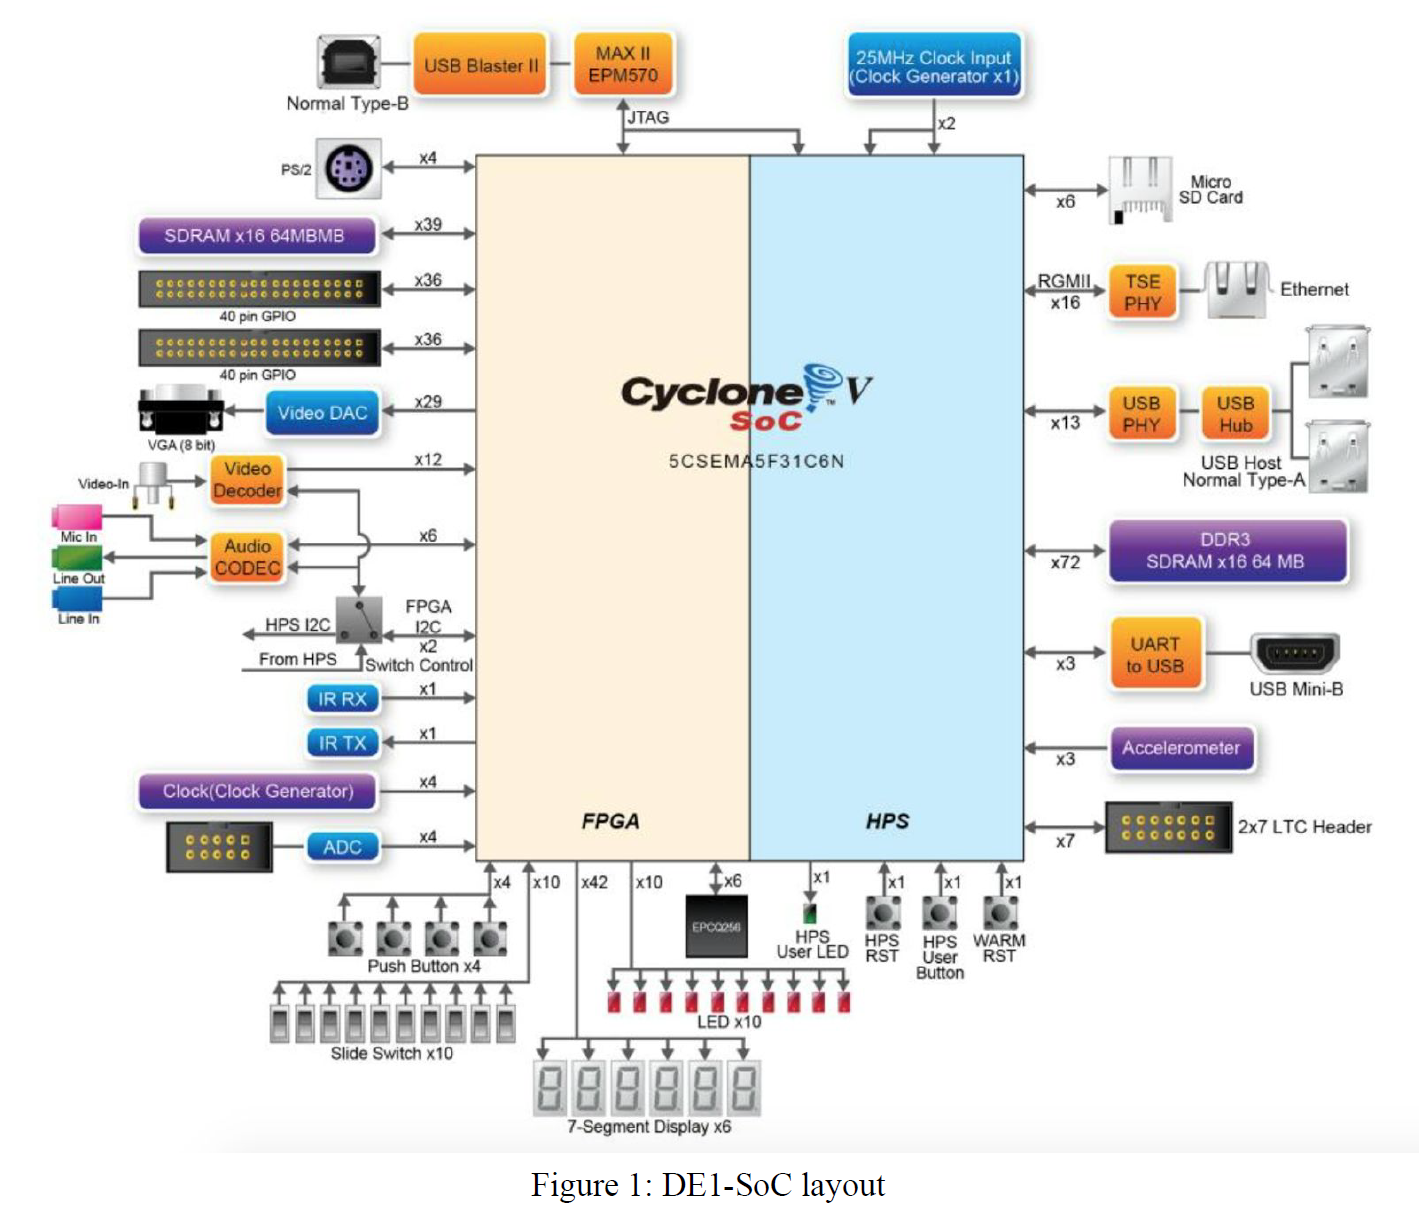 USB Blaster II
MAX II
EPM570
25MHz Clock Input
(Clock Generator x1)
Normal Type-B
JTAG
x2
PS/2
x4
x6
Micro
SD Card
SDRAM x16 64MBMB
x39
x36
40 pin GPIO
RGMII
x16
TSE
PHY
Ethernet
x36
40 pin GPIO
Cyclone V
TM
SoC
5CSEMA5F31C6N
VGA (8 bit)
Video DAC
x29
x13
USB
PHY
USB
Hub
USB Host
Normal Type-A
Video-In
Video
Decoder
x12
Mic In
Line Out
Line In
Audio
CODEC
x6
x72
DDR3
SDRAM x16 64 MB
HPS I2C
From HPS
FPGA
I2C
x2
Switch Control
x3
UART
to USB
USB Mini-B
IR RX
x1
IR TX
x1
x3
Accelerometer
Clock(Clock Generator)
x4
ADC
x4
FPGA
HPS
x7
2x7 LTC Header
x4
x10
x42
x10
x6
x1
x1
x1
x1
Push Button x4
EPCQ256
HPS
User LED
HPS
RST
HPS
User
Button
WARM
RST
Slide Switch x10
LED x10
7-Segment Display x6
Figure 1: DE1-SoC layout